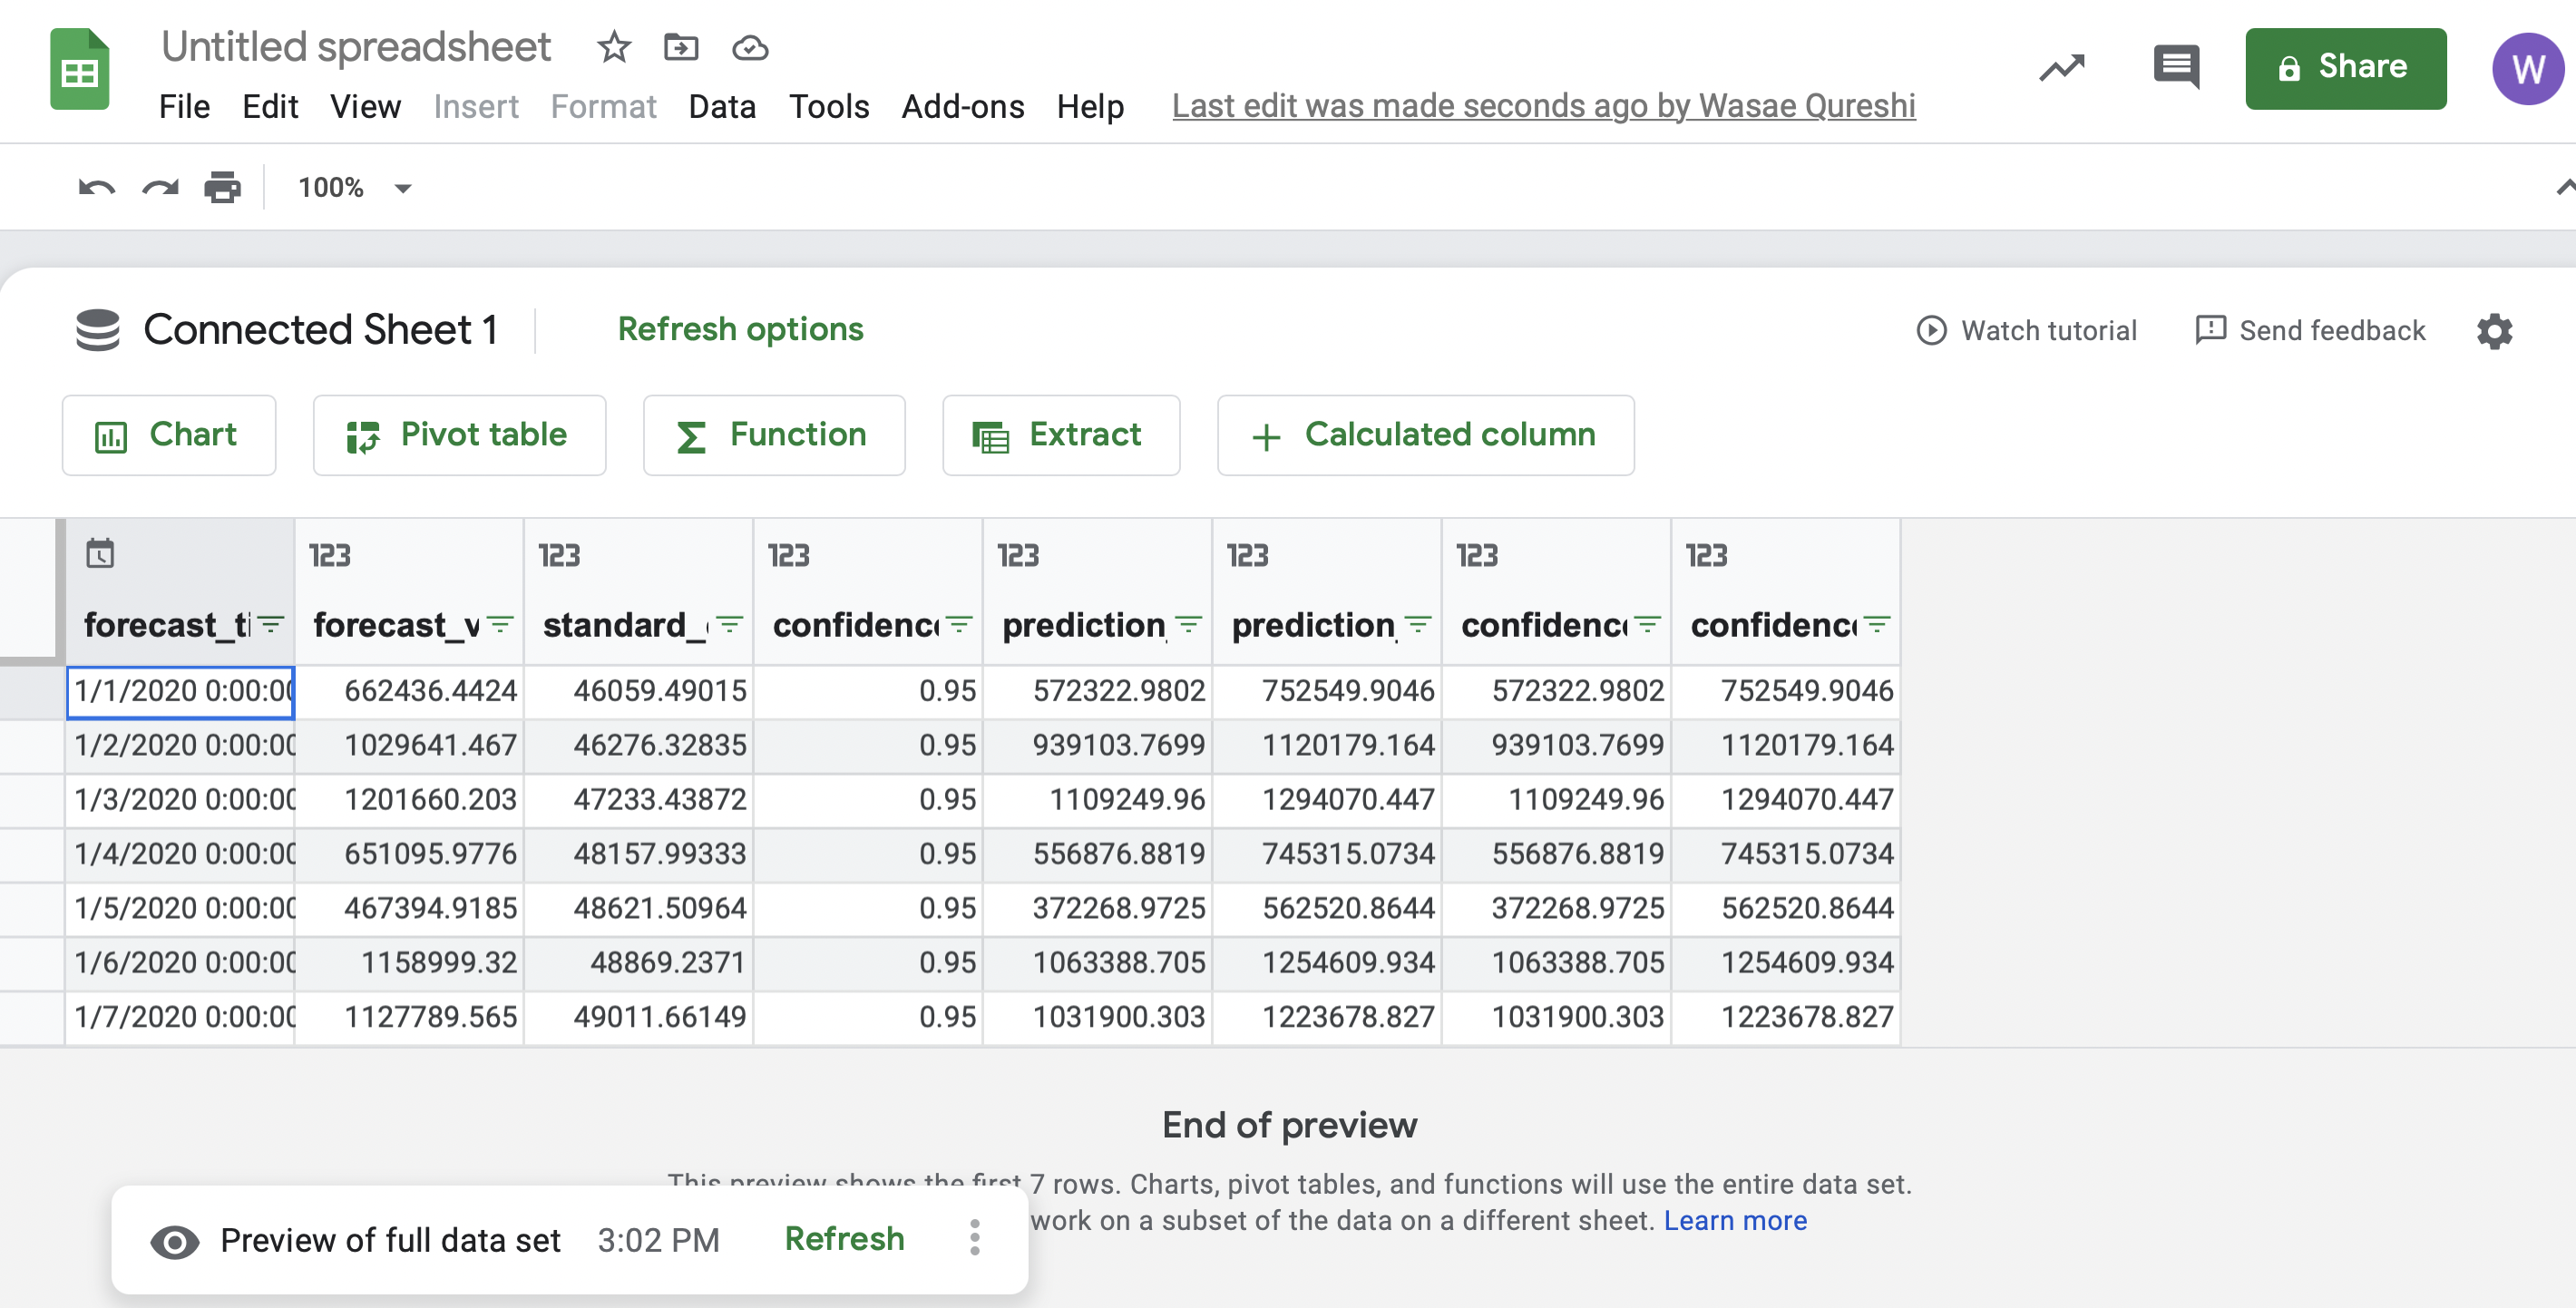 Untitled spreadsheet
File Edit View Insert Format Data Tools Add-ons Help Last edit was made seconds ago by Wasae Qureshi
Share
W
100%
Connected Sheet 1 Refresh options Watch tutorial Send feedback
Chart Pivot table Function Extract + Calculated column
123 123 123 123 123 123 123
forecast_ti forecast_v standard_ confidenc prediction_ prediction_ confidenc confidenc
1/1/2020 0:00:00 662436.4424 46059.49015 0.95 572322.9802 752549.9046 572322.9802 752549.9046
1/2/2020 0:00:00 1029641.467 46276.32835 0.95 939103.7699 1120179.164 939103.7699 1120179.164
1/3/2020 0:00:00 1201660.203 47233.43872 0.95 1109249.96 1294070.447 1109249.96 1294070.447
1/4/2020 0:00:00 651095.9776 48157.99333 0.95 556876.8819 745315.0734 556876.8819 745315.0734
1/5/2020 0:00:00 467394.9185 48621.50964 0.95 372268.9725 562520.8644 372268.9725 562520.8644
1/6/2020 0:00:00 1158999.32 48869.2371 0.95 1063388.705 1254609.934 1063388.705 1254609.934
1/7/2020 0:00:00 1127789.565 49011.66149 0.95 1031900.303 1223678.827 1031900.303 1223678.827
End of preview
This preview shows the first 7 rows. Charts, pivot tables, and functions will use the entire data set.
work on a subset of the data on a different sheet. Learn more
Preview of full data set 3:02 PM Refresh